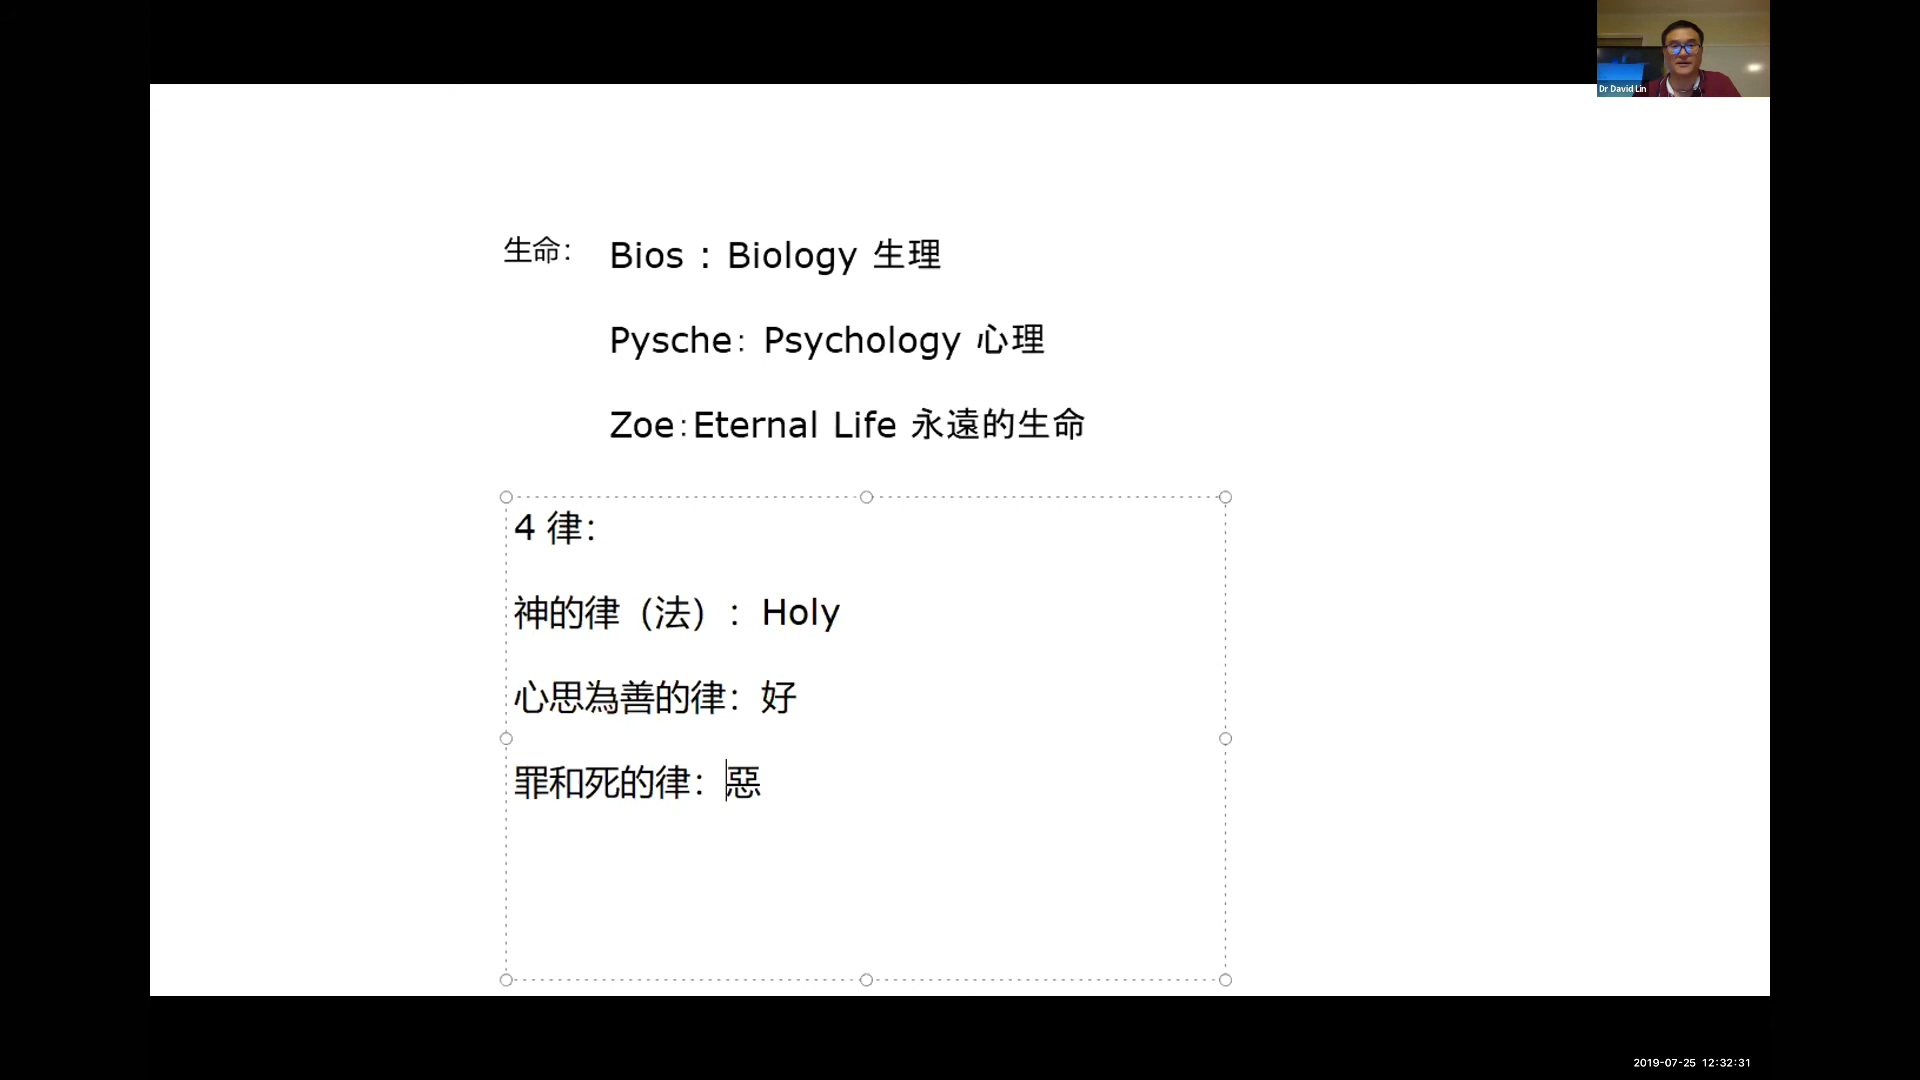 Dr David Lin
生命: Bios : Biology 生理
Pysche: Psychology 心理
Zoe:Eternal Life 永遠的生命
4 律:
神的律（法）: Holy
心思為善的律: 好
罪和死的律: 惡
2019-07-25 12:32:31